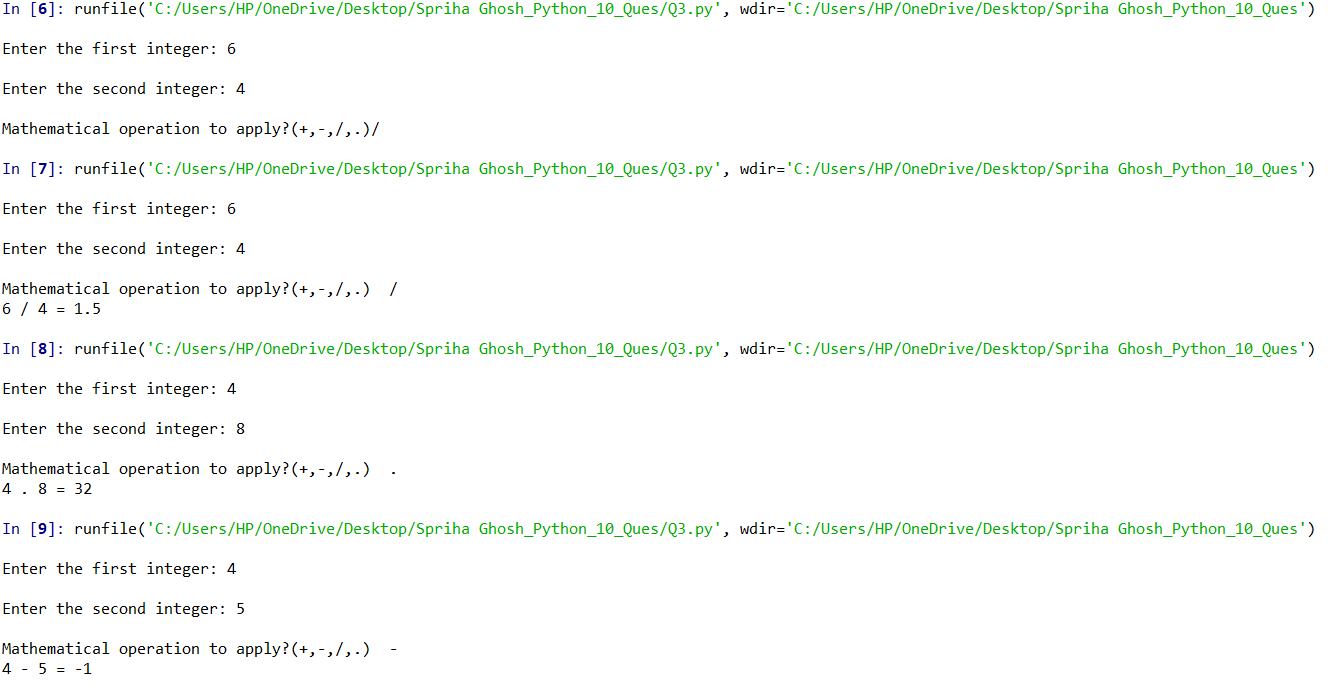 In [6]: runfile('C:/Users/HP/OneDrive/Desktop/Spriha Ghosh_Python_10_Ques/Q3.py', wdir='C:/Users/HP/OneDrive/Desktop/Spriha Ghosh_Python_10_Ques')
Enter the first integer: 6
Enter the second integer: 4
Mathematical operation to apply?(+,-,/,.)/
In [7]: runfile('C:/Users/HP/OneDrive/Desktop/Spriha Ghosh_Python_10_Ques/Q3.py', wdir='C:/Users/HP/OneDrive/Desktop/Spriha Ghosh_Python_10_Ques')
Enter the first integer: 6
Enter the second integer: 4
Mathematical operation to apply?(+,-,/,.)  /
6 / 4 = 1.5
In [8]: runfile('C:/Users/HP/OneDrive/Desktop/Spriha Ghosh_Python_10_Ques/Q3.py', wdir='C:/Users/HP/OneDrive/Desktop/Spriha Ghosh_Python_10_Ques')
Enter the first integer: 4
Enter the second integer: 8
Mathematical operation to apply?(+,-,/,.)  .
4 . 8 = 32
In [9]: runfile('C:/Users/HP/OneDrive/Desktop/Spriha Ghosh_Python_10_Ques/Q3.py', wdir='C:/Users/HP/OneDrive/Desktop/Spriha Ghosh_Python_10_Ques')
Enter the first integer: 4
Enter the second integer: 5
Mathematical operation to apply?(+,-,/,.)  -
4 - 5 = -1